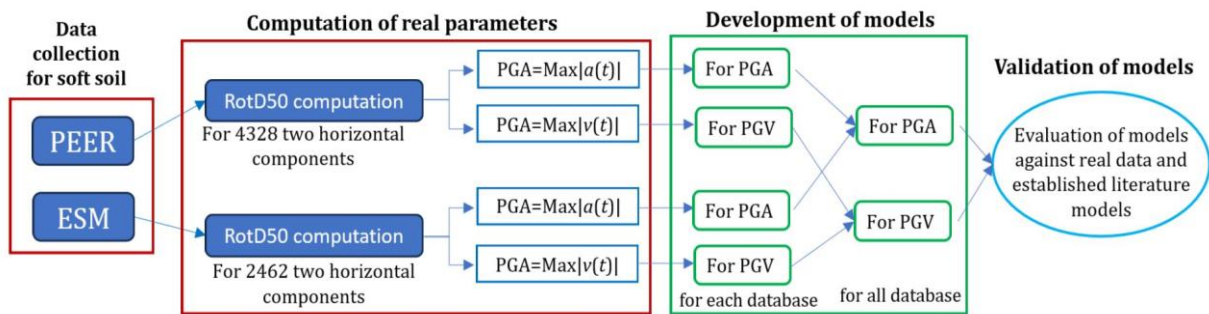 Data
collection
for soft soil
PEER
ESM
Computation of real parameters
RotD50 computation
For 4328 two horizontal
components
PGA=Max|a(t)|
PGA=Max|v(t)|
RotD50 computation
For 2462 two horizontal
components
PGA=Max|a(t)|
PGA=Max|v(t)|
Development of models
For PGA
For PGV
For PGA
For PGV
for each database
For PGA
For PGV
for all database
Validation of models
Evaluation of models
against real data and
established literature
models